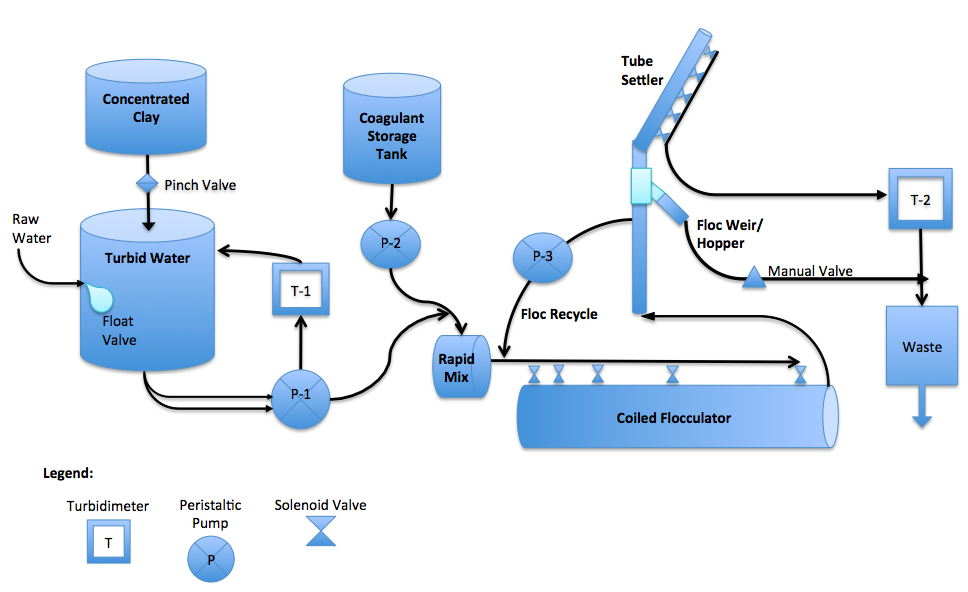 Concentrated
Clay
Pinch Valve
Raw
Water
Turbid Water
Float
Valve
T-1
P-1
Coagulant
Storage
Tank
P-2
Rapid
Mix
P-3
Floc Recycle
Tube
Settler
Floc Weir/
Hopper
Manual Valve
T-2
Waste
Coiled Flocculator
Legend:
Turbidimeter
T
Peristaltic
Pump
P
Solenoid Valve